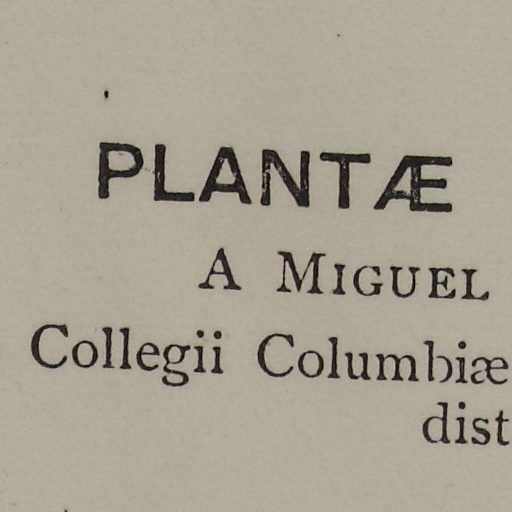 PLANTÆ
A MIGUEL
Collegii Columbiæ
dist